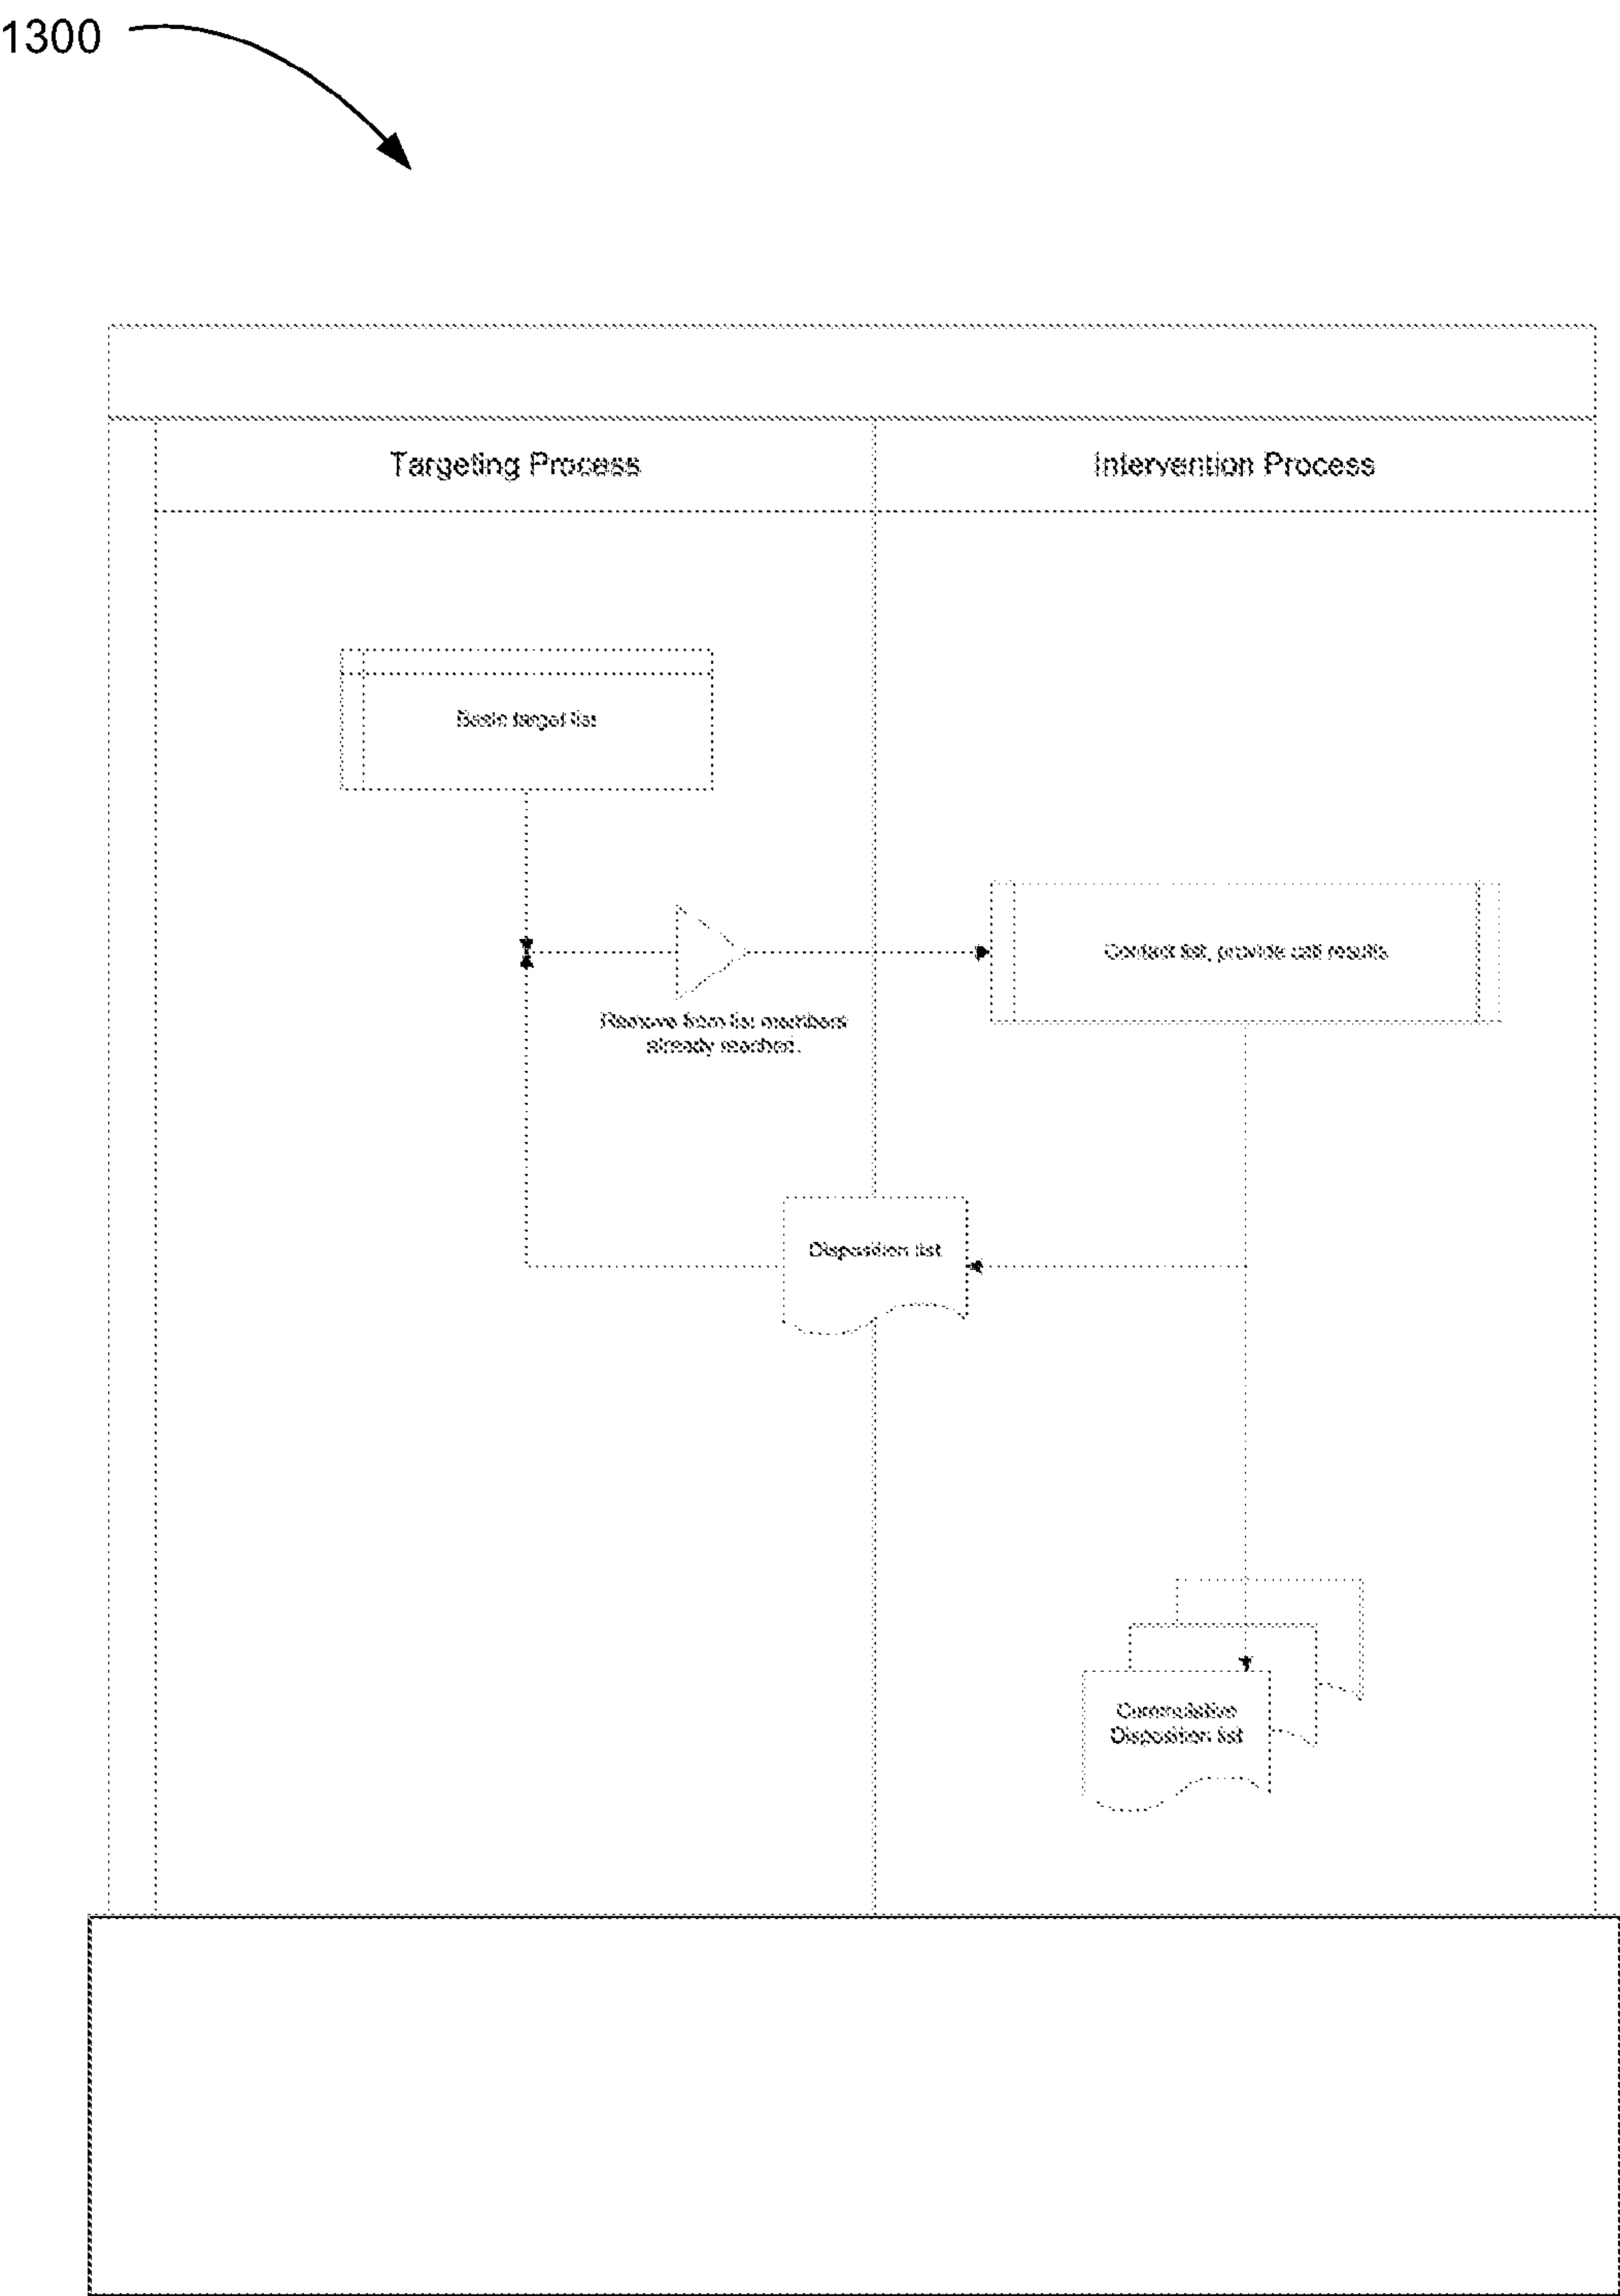 1300
Targeting Process
Intervention Process
Basic target list
Contact list, provide call results
Remove from list members
already reached.
Disposition list
Cummulative
Disposition list